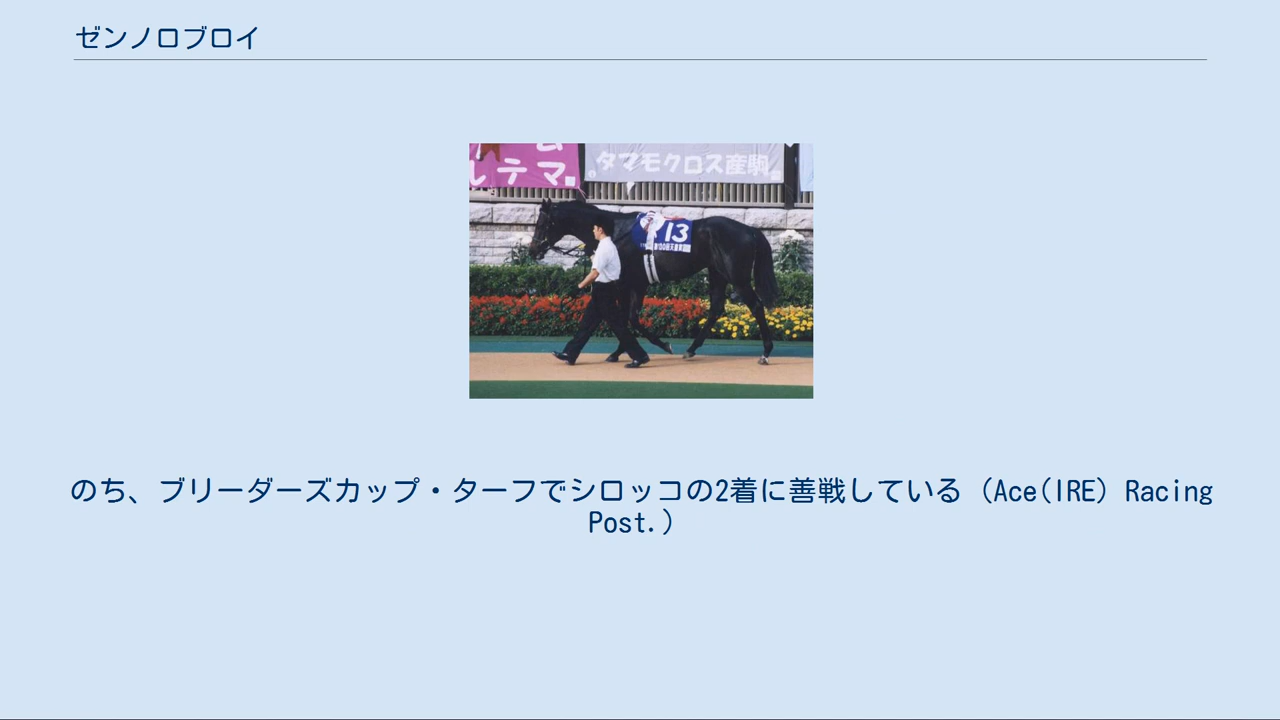 ゼンノロブロイ
ルテマ
タマモクロス産駒
13
のち、ブリーダーズカップ・ターフでシロッコの2着に善戦している（Ace(IRE) Racing
Post.）